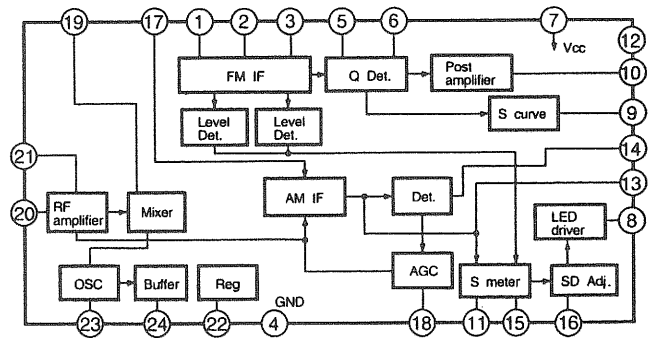 19
17
1
2
3
5
6
7
Vcc
12
FM IF
Q Det.
Post
amplifier
10
Level
Det.
Level
Det.
S curve
9
21
14
AM IF
Det.
13
20
RF
amplifier
Mixer
LED
driver
8
OSC
Buffer
Reg
GND
AGC
S meter
SD Adj.
23
24
22
4
18
11
15
16